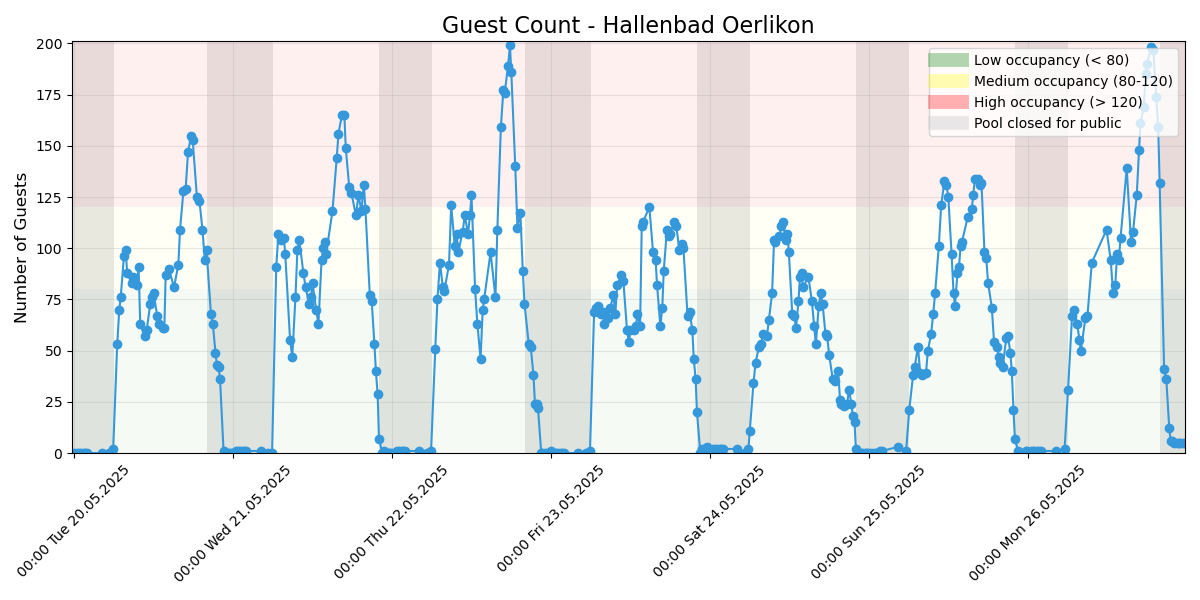 Guest Count - Hallenbad Oerlikon
Number of Guests
200
175
150
125
100
75
50
25
0
Low occupancy (< 80)
Medium occupancy (80-120)
High occupancy (> 120)
Pool closed for public
00:00 Tue 20.05.2025
00:00 Wed 21.05.2025
00:00 Thu 22.05.2025
00:00 Fri 23.05.2025
00:00 Sat 24.05.2025
00:00 Sun 25.05.2025
00:00 Mon 26.05.2025